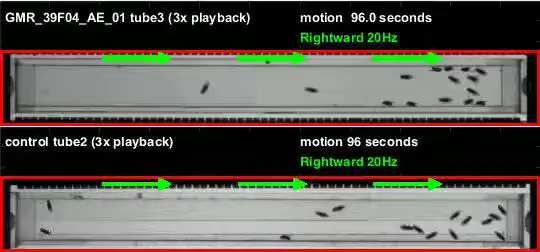 GMR_39F04_AE_01 tube3 (3x playback)
motion  96.0 seconds
Rightward 20Hz
control tube2 (3x playback)
motion 96 seconds
Rightward 20Hz